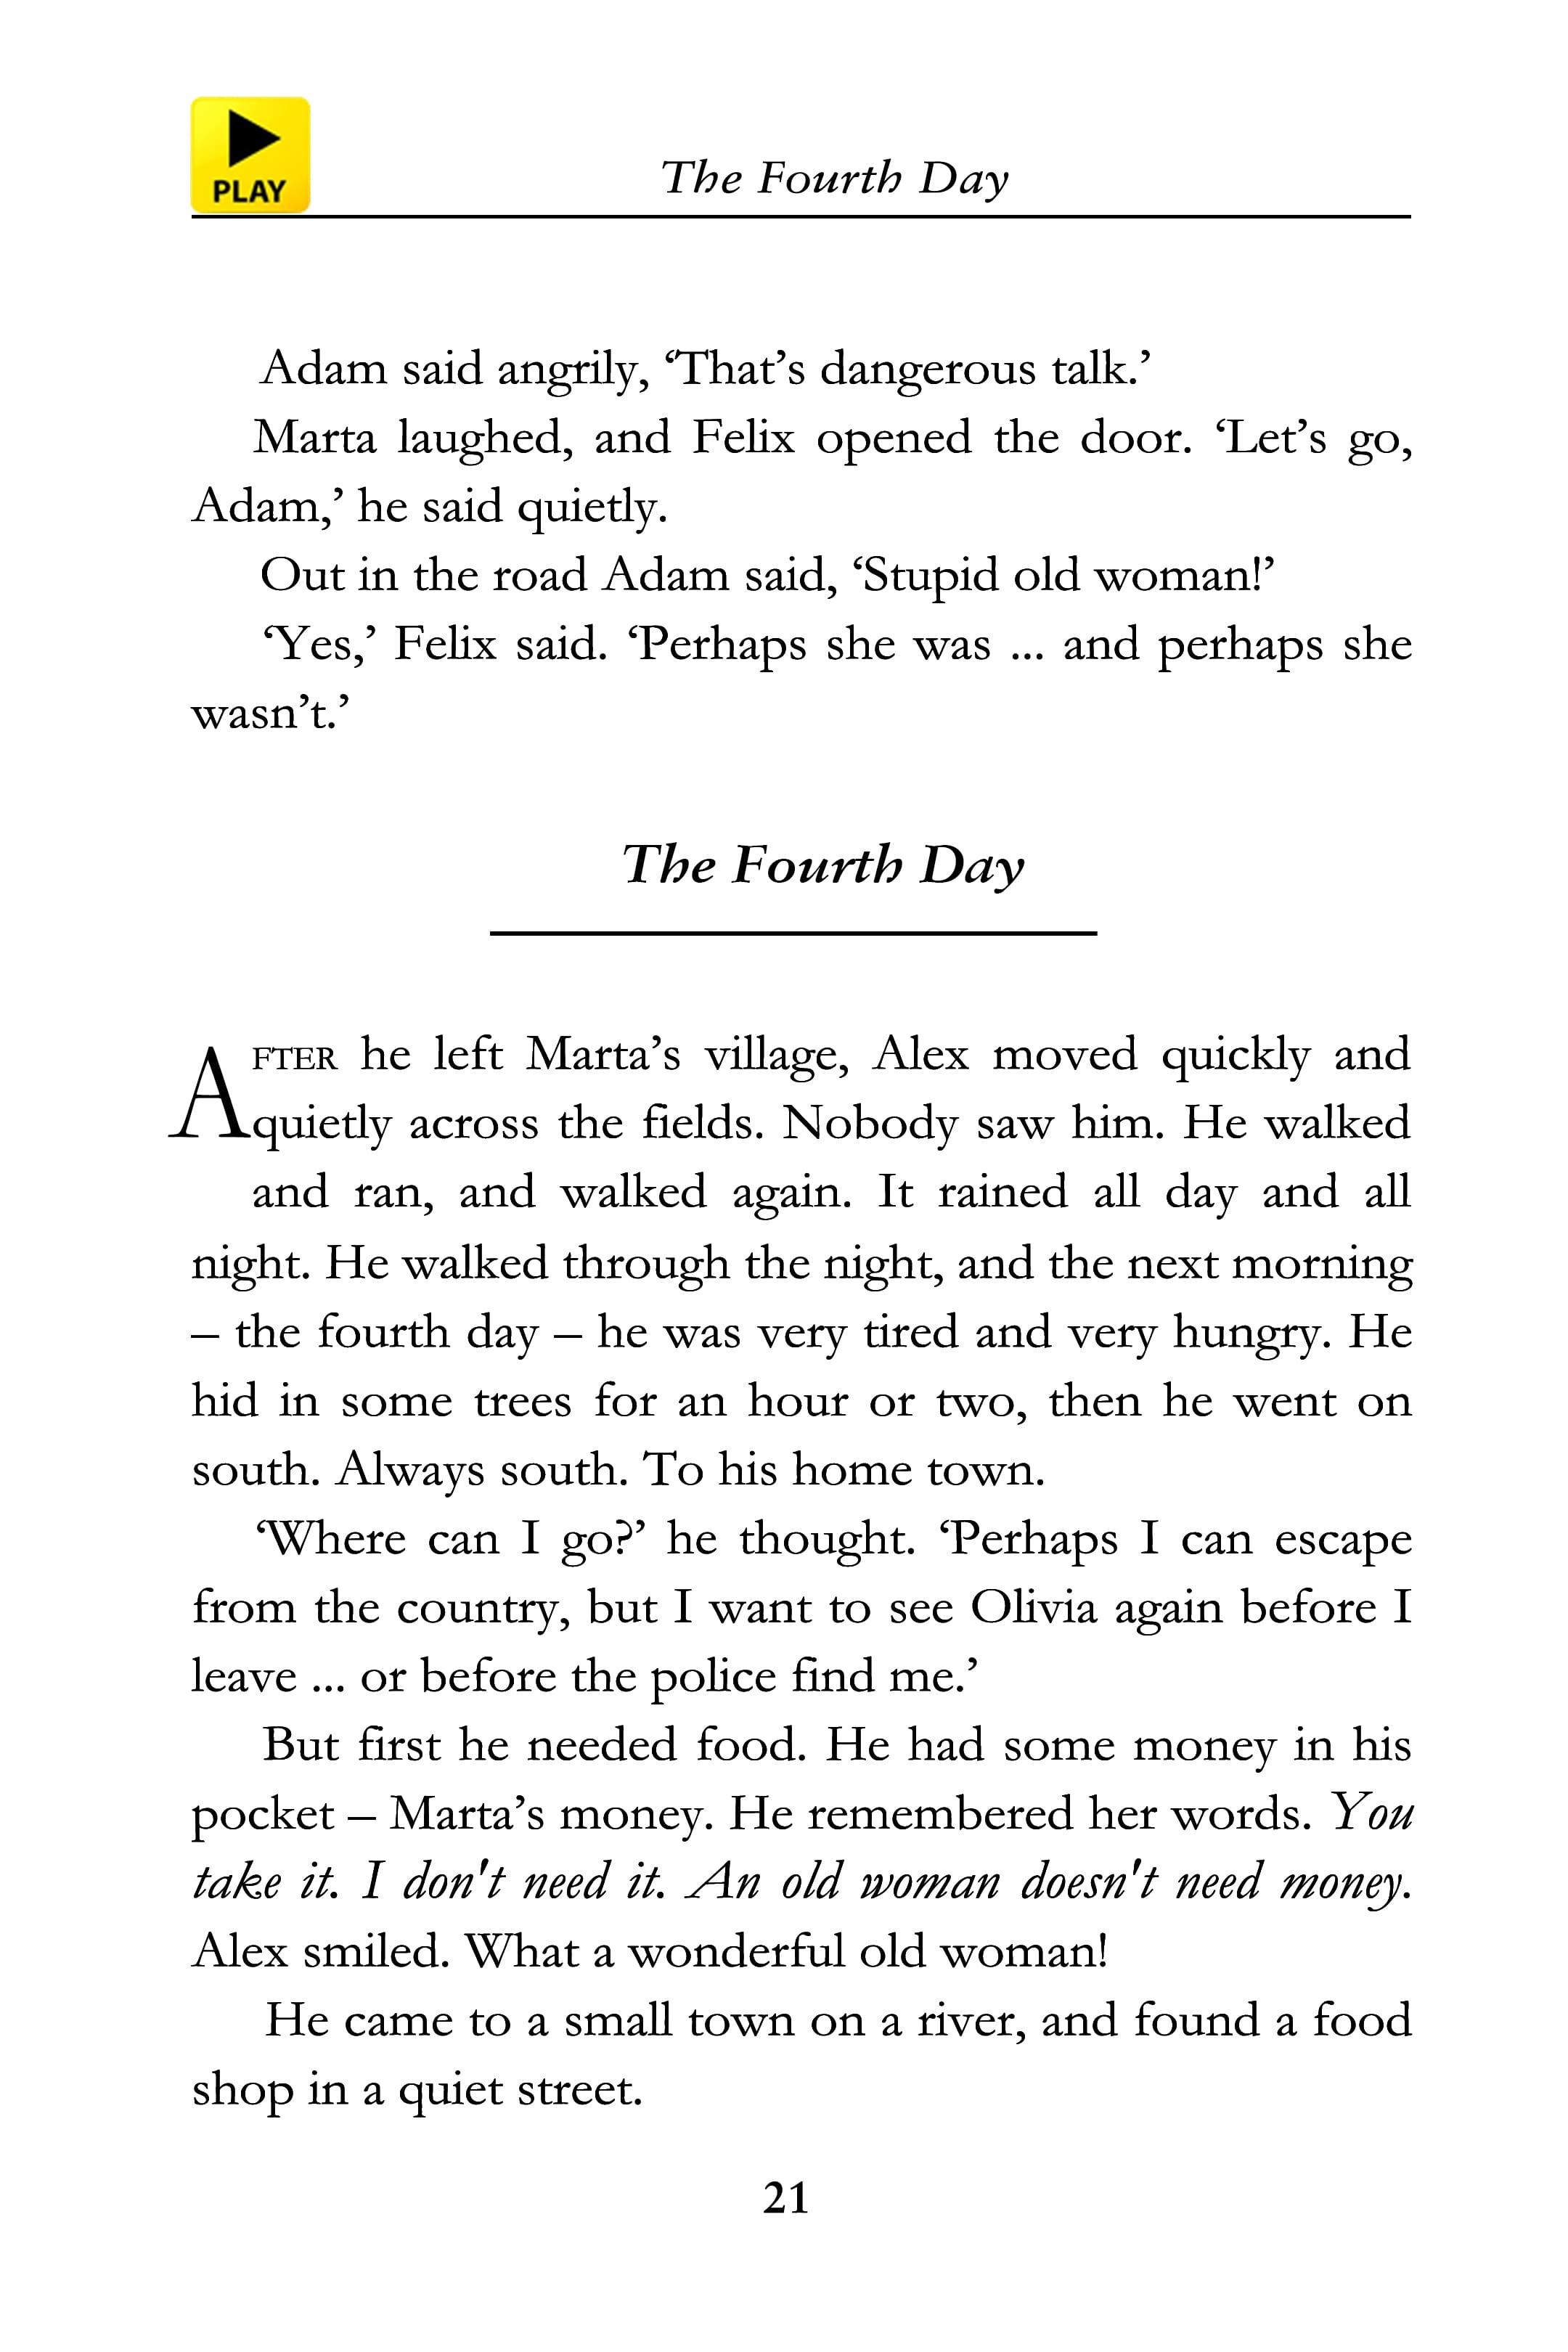 PLAY
The Fourth Day
Adam said angrily, ‘That’s dangerous talk.’
Marta laughed, and Felix opened the door. ‘Let’s go,
Adam,’ he said quietly.
Out in the road Adam said, ‘Stupid old woman!’
‘Yes,’ Felix said. ‘Perhaps she was ... and perhaps she
wasn’t.’
The Fourth Day
AFTER he left Marta’s village, Alex moved quickly and
quietly across the fields. Nobody saw him. He walked
and ran, and walked again. It rained all day and all
night. He walked through the night, and the next morning
– the fourth day – he was very tired and very hungry. He
hid in some trees for an hour or two, then he went on
south. Always south. To his home town.
‘Where can I go?’ he thought. ‘Perhaps I can escape
from the country, but I want to see Olivia again before I
leave ... or before the police find me.’
But first he needed food. He had some money in his
pocket – Marta’s money. He remembered her words. You
take it. I don't need it. An old woman doesn't need money.
Alex smiled. What a wonderful old woman!
He came to a small town on a river, and found a food
shop in a quiet street.
21